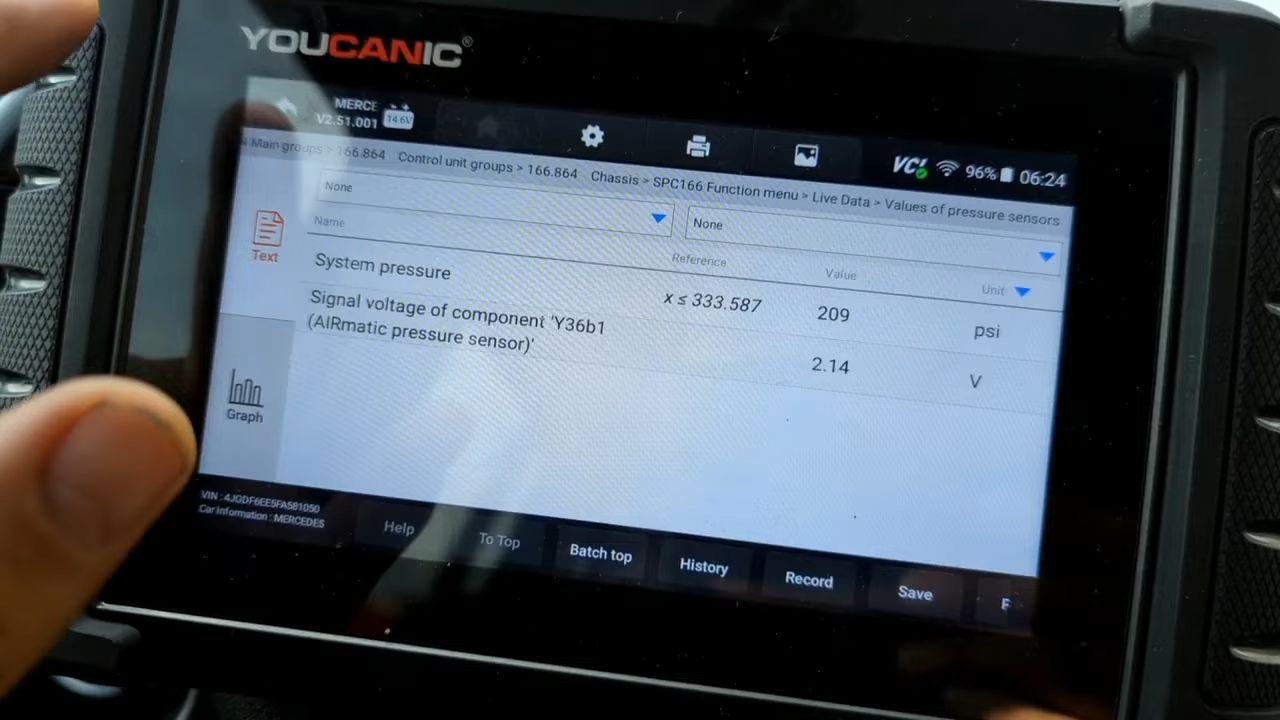 YOUCANIC®
MERCE
V2.51.001 14.6V
VCI 96% 06:24
Main groups > 166.864 Control unit groups > 166.864 Chassis > SPC166 Function menu > Live Data > Values of pressure sensors
None None
Name Reference Value Unit
Text
System pressure x ≤ 333.587 209 psi
Signal voltage of component 'Y36b1
(AIRmatic pressure sensor)' 2.14 V
Graph
VIN : 4JGDF6EE5FA581050
Car Information : MERCEDES
Help To Top Batch top History Record Save